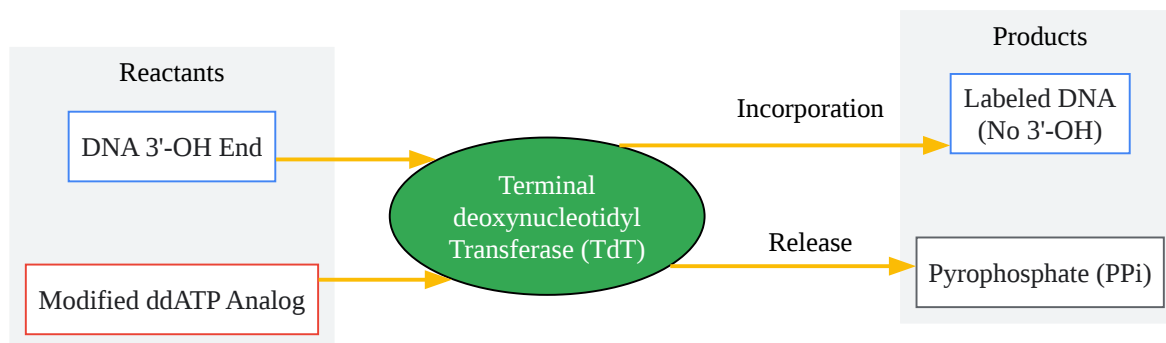 Reactants
DNA 3'-OH End
Modified ddATP Analog
Terminal
deoxynucleotidyl
Transferase (TdT)
Incorporation
Release
Products
Labeled DNA
(No 3'-OH)
Pyrophosphate (PPi)